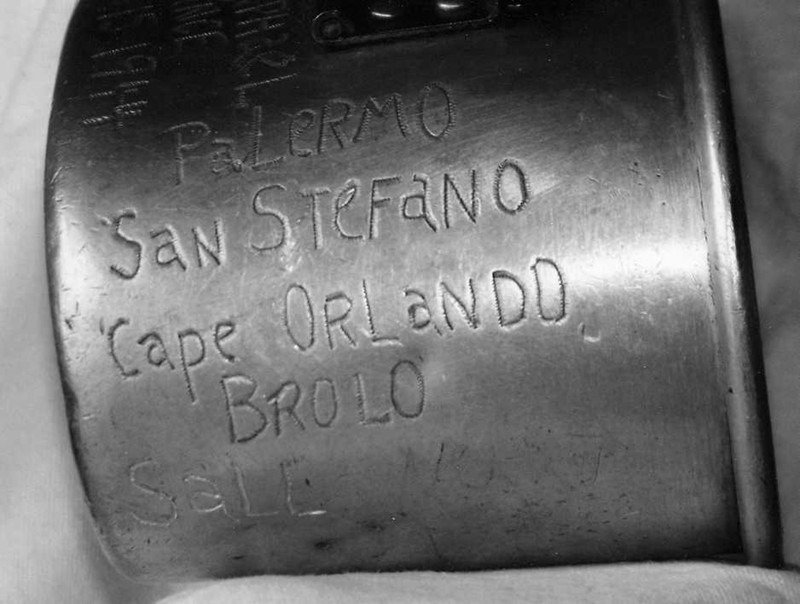 PaLeRMO
San STeFaNO
Cape ORLaNDO
BROLO
SaLL